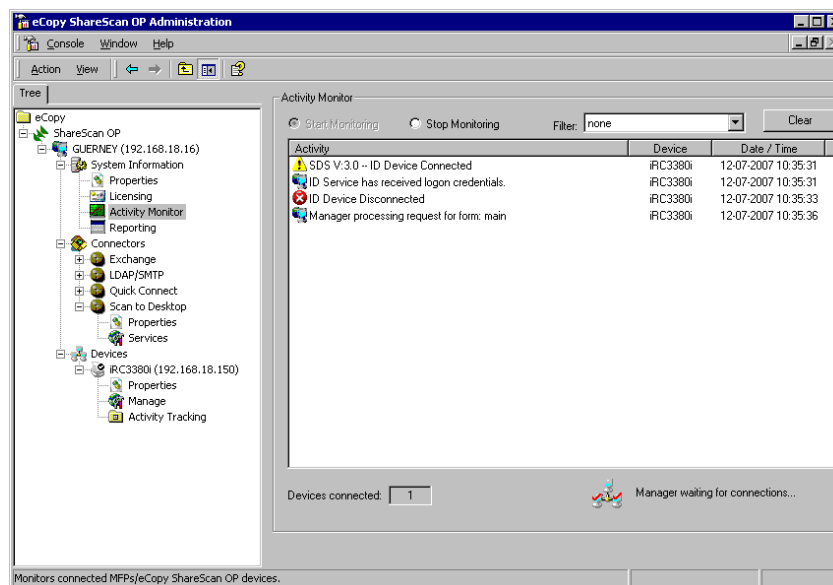 eCopy ShareScan OP Administration
Console Window Help
Action View
Tree
eCopy
ShareScan OP
GUERNEY (192.168.18.16)
System Information
Properties
Licensing
Activity Monitor
Reporting
Connectors
Exchange
LDAP/SMTP
Quick Connect
Scan to Desktop
Properties
Services
Devices
iRC3380i (192.168.18.150)
Properties
Manage
Activity Tracking
Activity Monitor
Start Monitoring Stop Monitoring Filter: none Clear
Activity Device Date / Time
SDS V:3.0 -- ID Device Connected iRC3380i 12-07-2007 10:35:31
ID Service has received logon credentials. iRC3380i 12-07-2007 10:35:31
ID Device Disconnected iRC3380i 12-07-2007 10:35:33
Manager processing request for form: main iRC3380i 12-07-2007 10:35:36
Devices connected: 1 Manager waiting for connections...
Monitors connected MFPs/eCopy ShareScan OP devices.